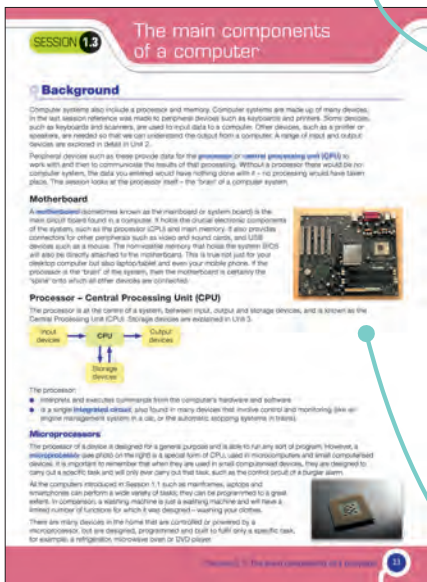 SESSION 1.3
The main components
of a computer
Background
Computer systems also include a processor and memory. Computer systems are made up of many devices.
In the last session reference was made to peripheral devices such as keyboards and printers. Some devices,
such as keyboards and scanners, are used to input data to a computer. Other devices, such as a printer or
speakers, are needed so that we can understand the output from a computer. A range of input and output
devices are explored in detail in Unit 2.
Peripheral devices such as these provide data for the processor or central processing unit (CPU) to
work with and then to communicate the results of that processing. Without a processor there would be no
computer system, the data you entered would have nothing done with it – no processing would have taken
place. This session looks at the processor itself – the 'brain' of a computer system.
Motherboard
A motherboard (sometimes known as the mainboard or system board) is the
main circuit board found in a computer. It holds the crucial electronic components
of the system, such as the processor (CPU) and main memory. It also provides
connectors for other peripherals such as video and sound cards, and USB
devices such as a mouse. The non-volatile memory that holds the system BIOS
will also be directly attached to the motherboard. This is true not just for your
desktop computer but also laptop/tablet and even your mobile phone. If the
processor is the 'brain' of the system, then the motherboard is certainly the
'spine' onto which all other devices are connected.
Processor – Central Processing Unit (CPU)
The processor is at the centre of a system, between input, output and storage devices, and is known as the
Central Processing Unit (CPU). Storage devices are explained in Unit 3.
Input
devices
CPU
Output
devices
Storage
devices
The processor:
● interprets and executes commands from the computer's hardware and software
● is a single integrated circuit, also found in many devices that involve control and monitoring (like an
engine management system in a car, or the automatic stopping systems in trains).
Microprocessors
The processor of a device is designed for a general purpose and is able to run any sort of program. However, a
microprocessor (see photo on the right) is a special form of CPU, used in microcomputers and small computerised
devices. It is important to remember that when they are used in small computerised devices, they are designed to
carry out a specific task and will only ever carry out that task, such as the control circuit of a burglar alarm.
All the computers introduced in Session 1.1 such as mainframes, laptops and
smartphones can perform a wide variety of tasks; they can be programmed to a great
extent. In comparison, a washing machine is just a washing machine and will have a
limited number of functions for which it was designed – washing your clothes.
There are many devices in the home that are controlled or powered by a
microprocessor, but are designed, programmed and built to fulfil only a specific task,
for example, a refrigerator, microwave oven or DVD player.
The main components of a computer